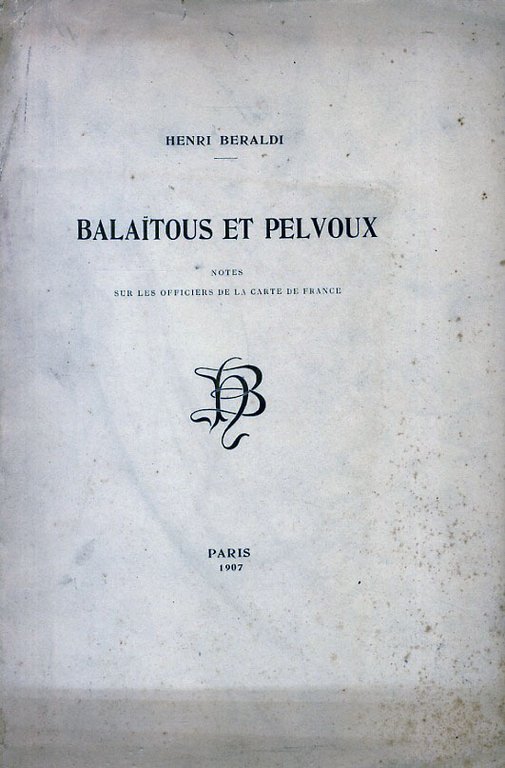 HENRI BERALDI
BALAÏTOUS ET PELVOUX
NOTES
SUR LES OFFICIERS DE LA CARTE DE FRANCE
HB
PARIS
1907